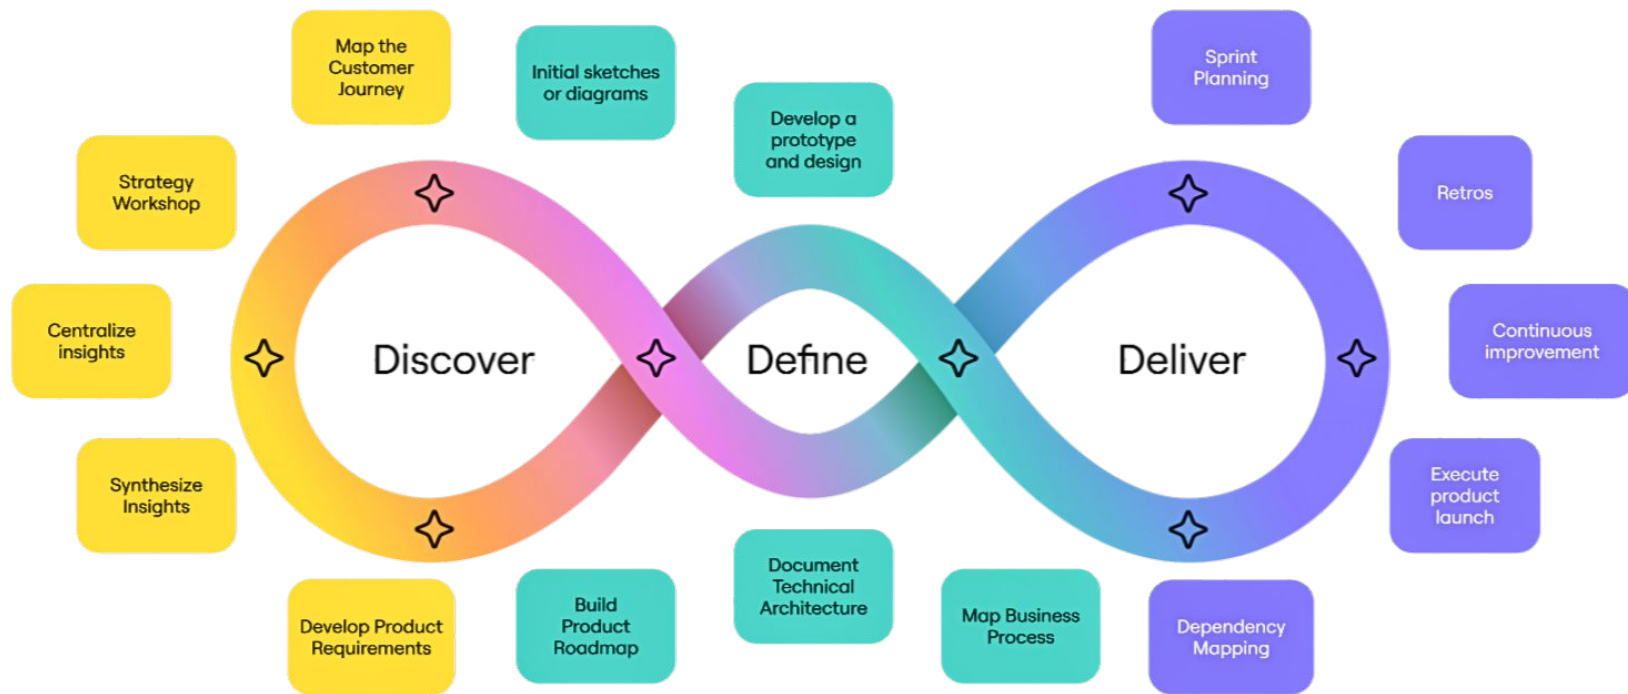 Map the
Customer
Journey
Initial sketches
or diagrams
Develop a
prototype
and design
Sprint
Planning
Strategy
Workshop
Retros
Centralize
insights
Discover
Define
Deliver
Continuous
improvement
Synthesize
Insights
Execute
product
launch
Develop Product
Requirements
Build
Product
Roadmap
Document
Technical
Architecture
Map Business
Process
Dependency
Mapping